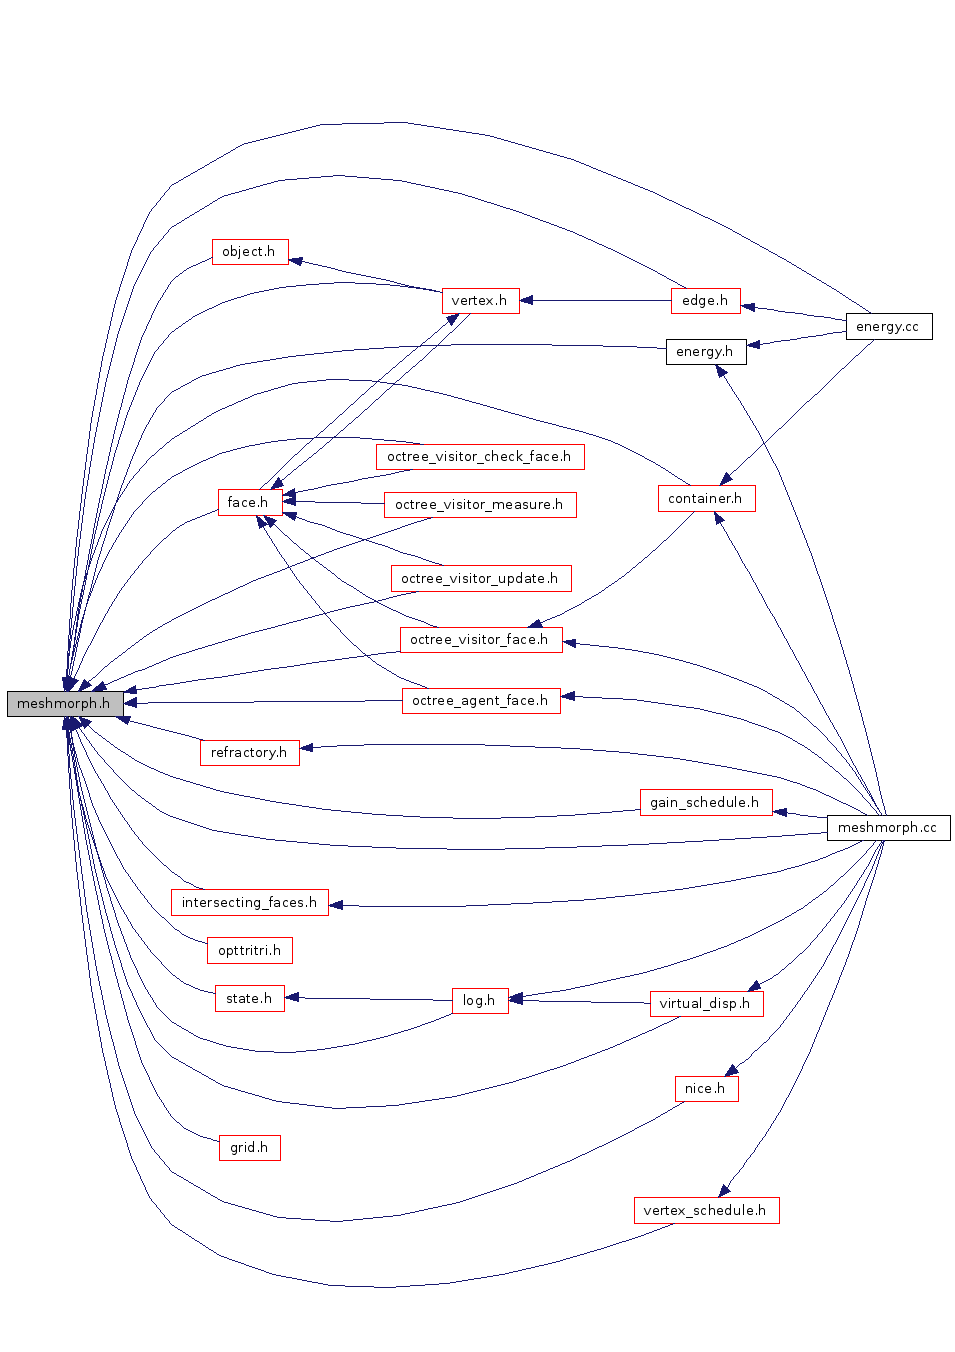 object.h
vertex.h
edge.h
energy.cc
energy.h
octree_visitor_check_face.h
face.h
octree_visitor_measure.h
container.h
octree_visitor_update.h
octree_visitor_face.h
meshmorph.h
octree_agent_face.h
refractory.h
gain_schedule.h
meshmorph.cc
intersecting_faces.h
opttritri.h
state.h
log.h
virtual_disp.h
nice.h
grid.h
vertex_schedule.h